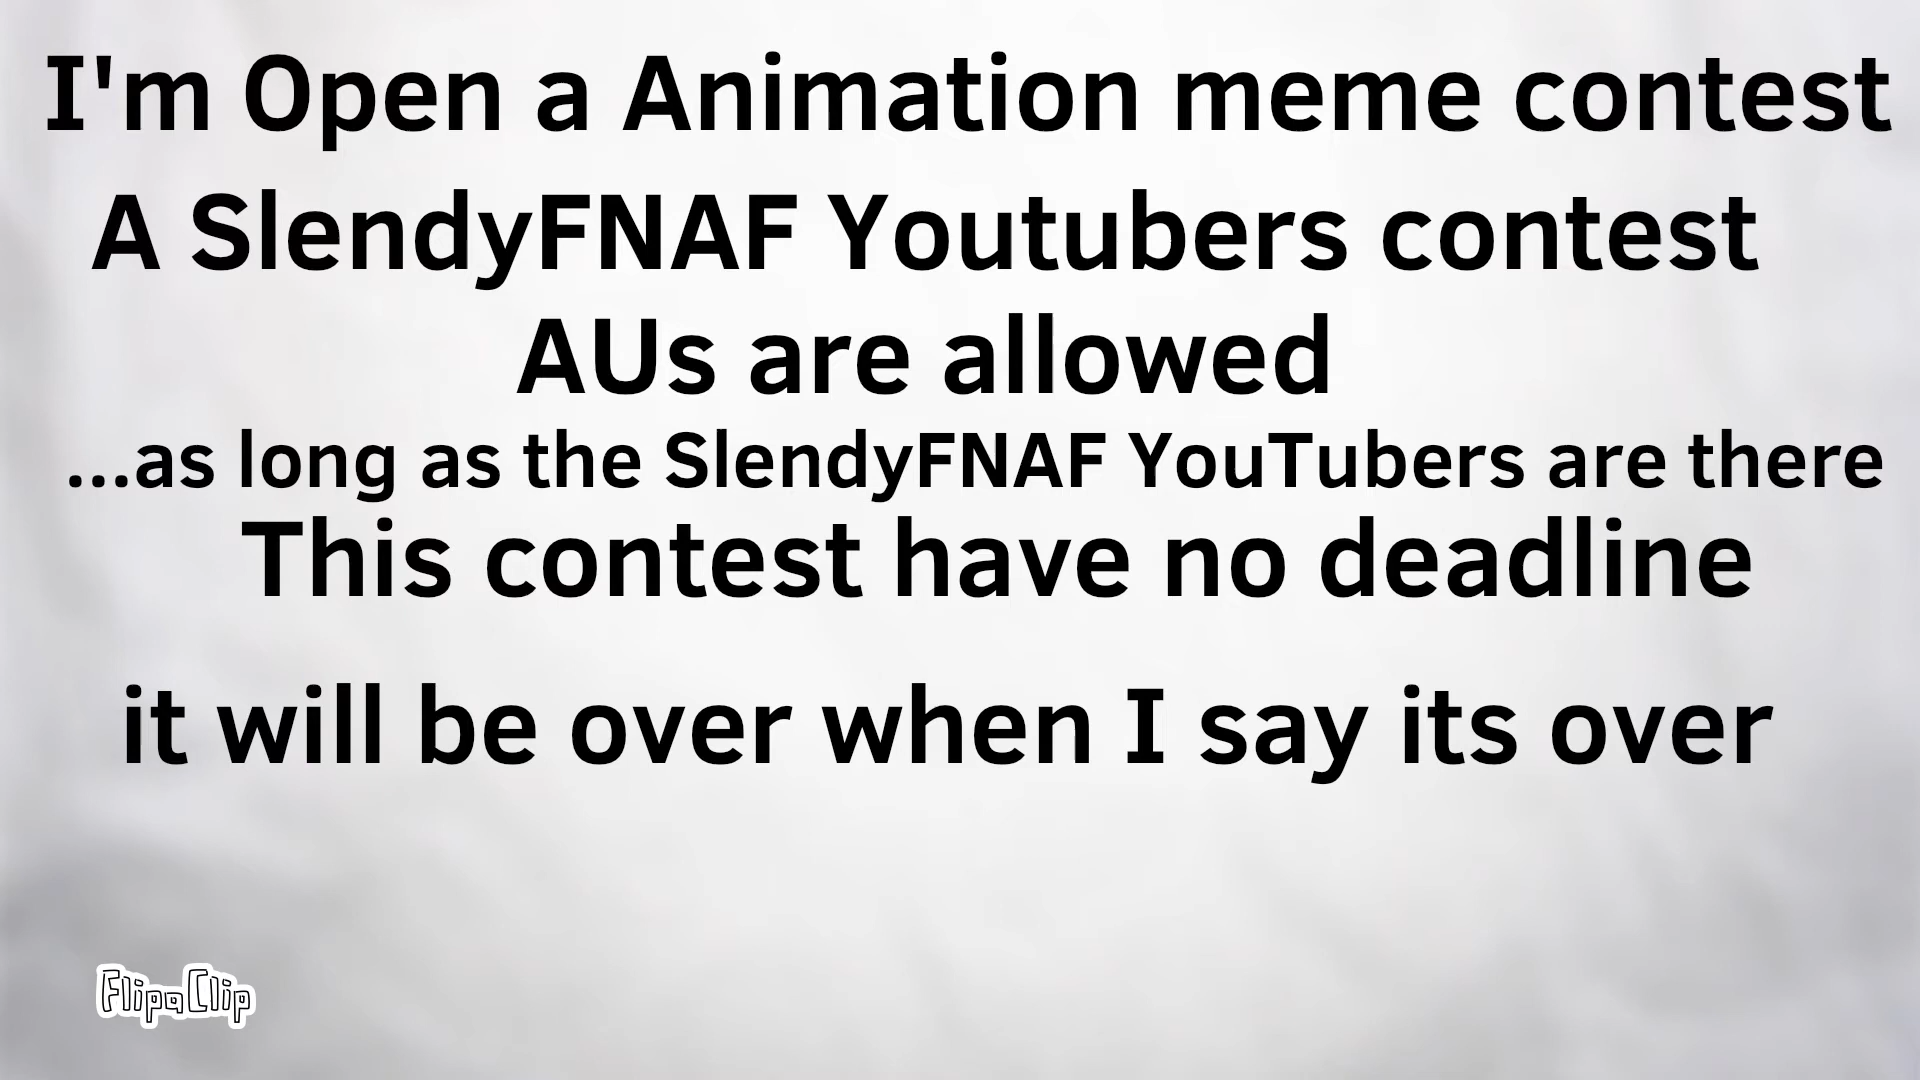 I'm Open a Animation meme contest
A SlendyFNAF Youtubers contest
AUs are allowed
...as long as the SlendyFNAF YouTubers are there
This contest have no deadline
it will be over when I say its over
FlipaClip